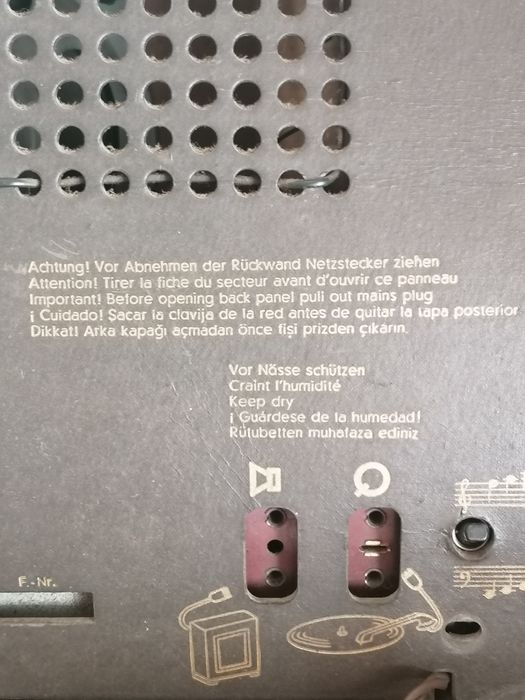 Achtung! Vor Abnehmen der Rückwand Netzstecker ziehen
Attention! Tirer la fiche du secteur avant d'ouvrir ce panneau
Important! Before opening back panel pull out mains plug
¡ Cuidado! Sacar la clavija de la red antes de quitar la tapa posterior
Dikkat! Arka kapağı açmadan önce fişi prizden çıkarın.
Vor Nässe schützen
Craint l'humidité
Keep dry
¡ Guárdese de la humedad!
Rütubetten muhafaza ediniz
F.-Nr.